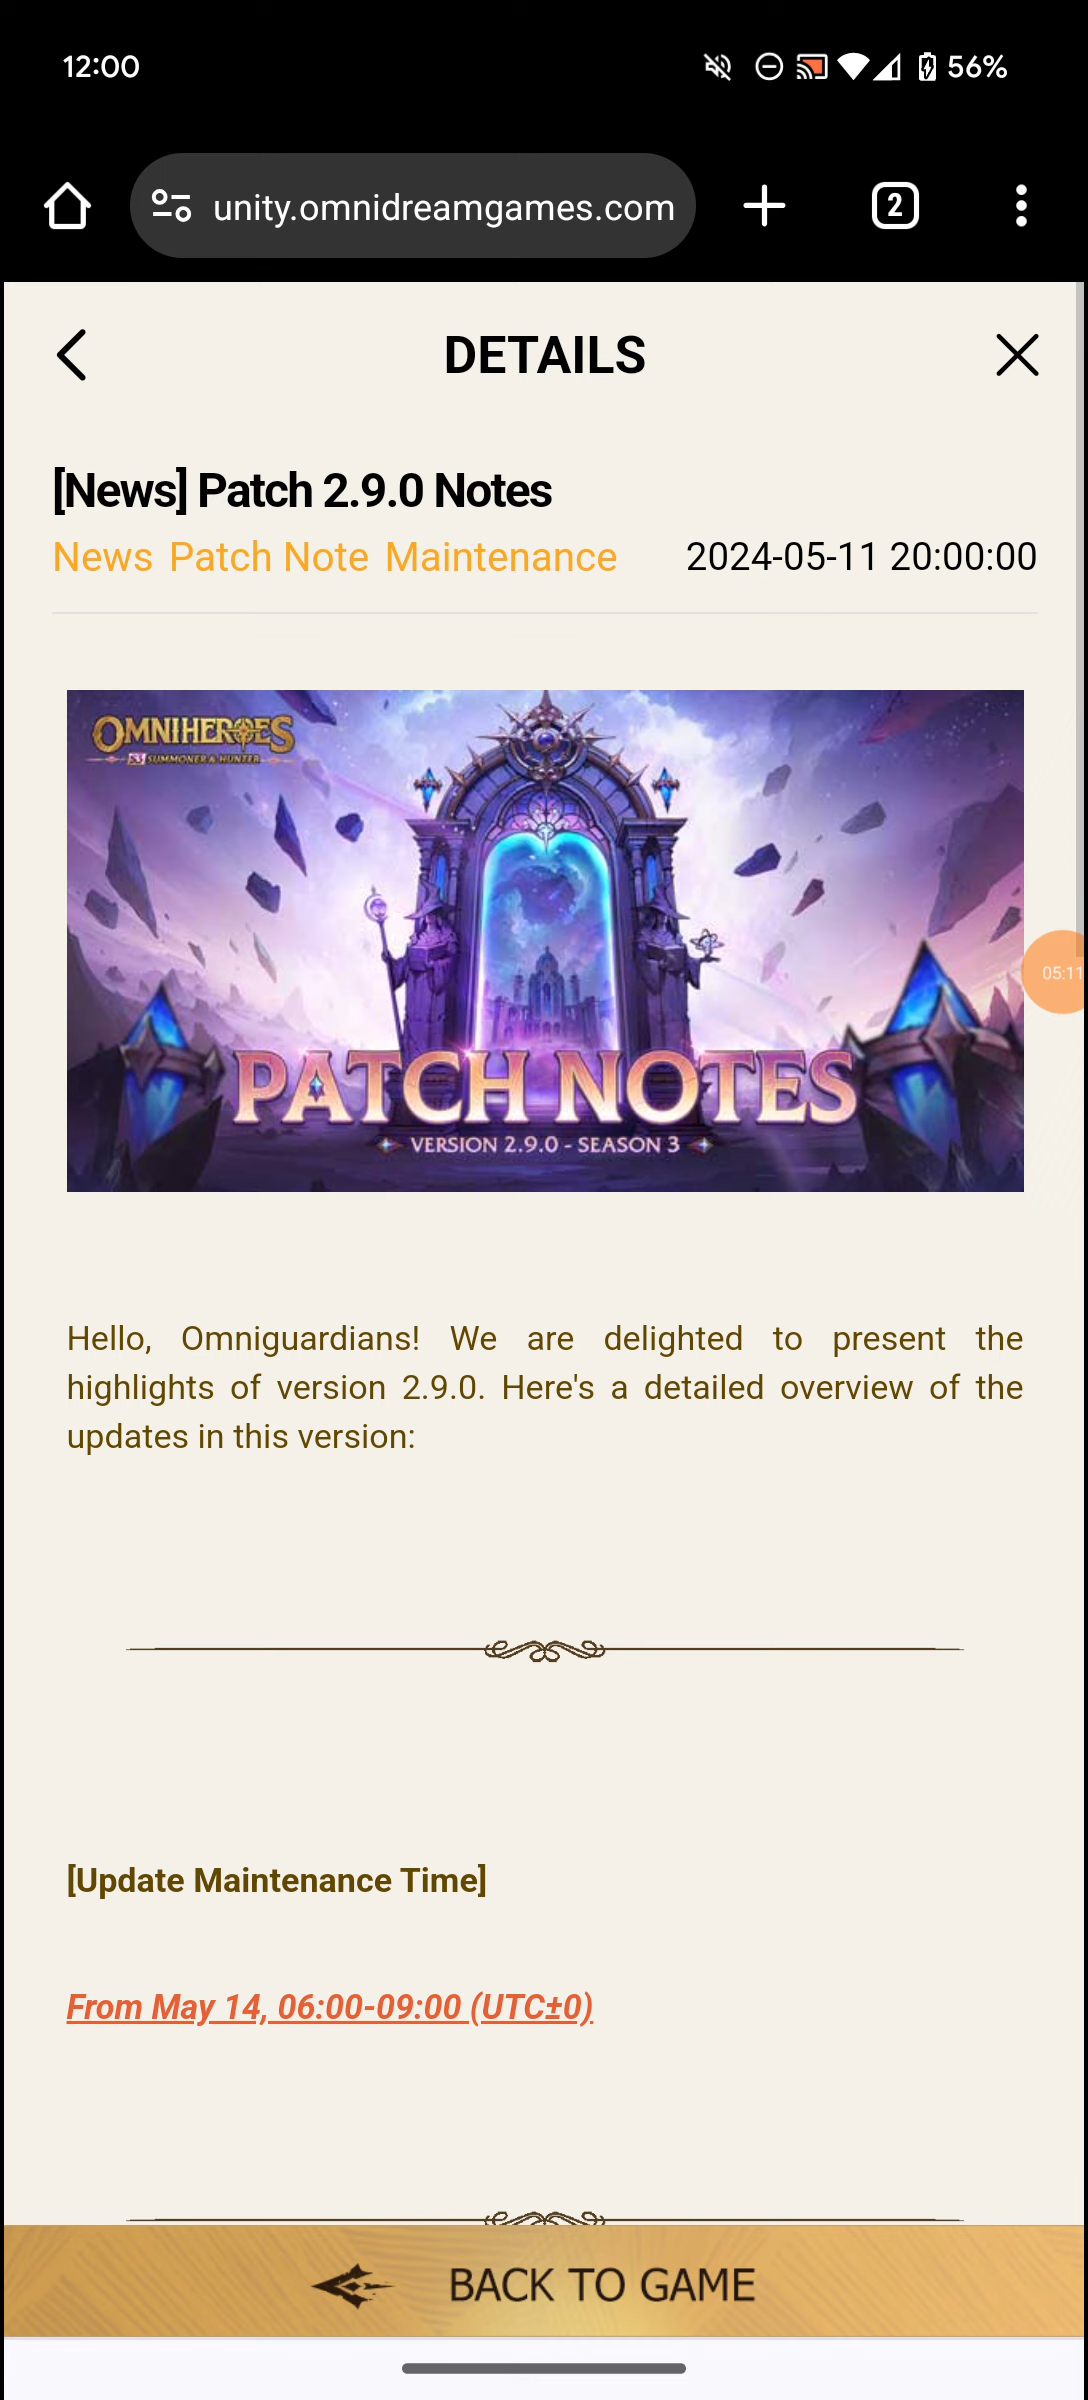 12:00
56%
unity.omnidreamgames.com
2
DETAILS
[News] Patch 2.9.0 Notes
News Patch Note Maintenance 2024-05-11 20:00:00
OMNIHEROES
S3 SUMMONER & HUNTER
PATCH NOTES
VERSION 2.9.0 - SEASON 3
05:11
Hello, Omniguardians! We are delighted to present the
highlights of version 2.9.0. Here's a detailed overview of the
updates in this version:
[Update Maintenance Time]
From May 14, 06:00-09:00 (UTC±0)
BACK TO GAME